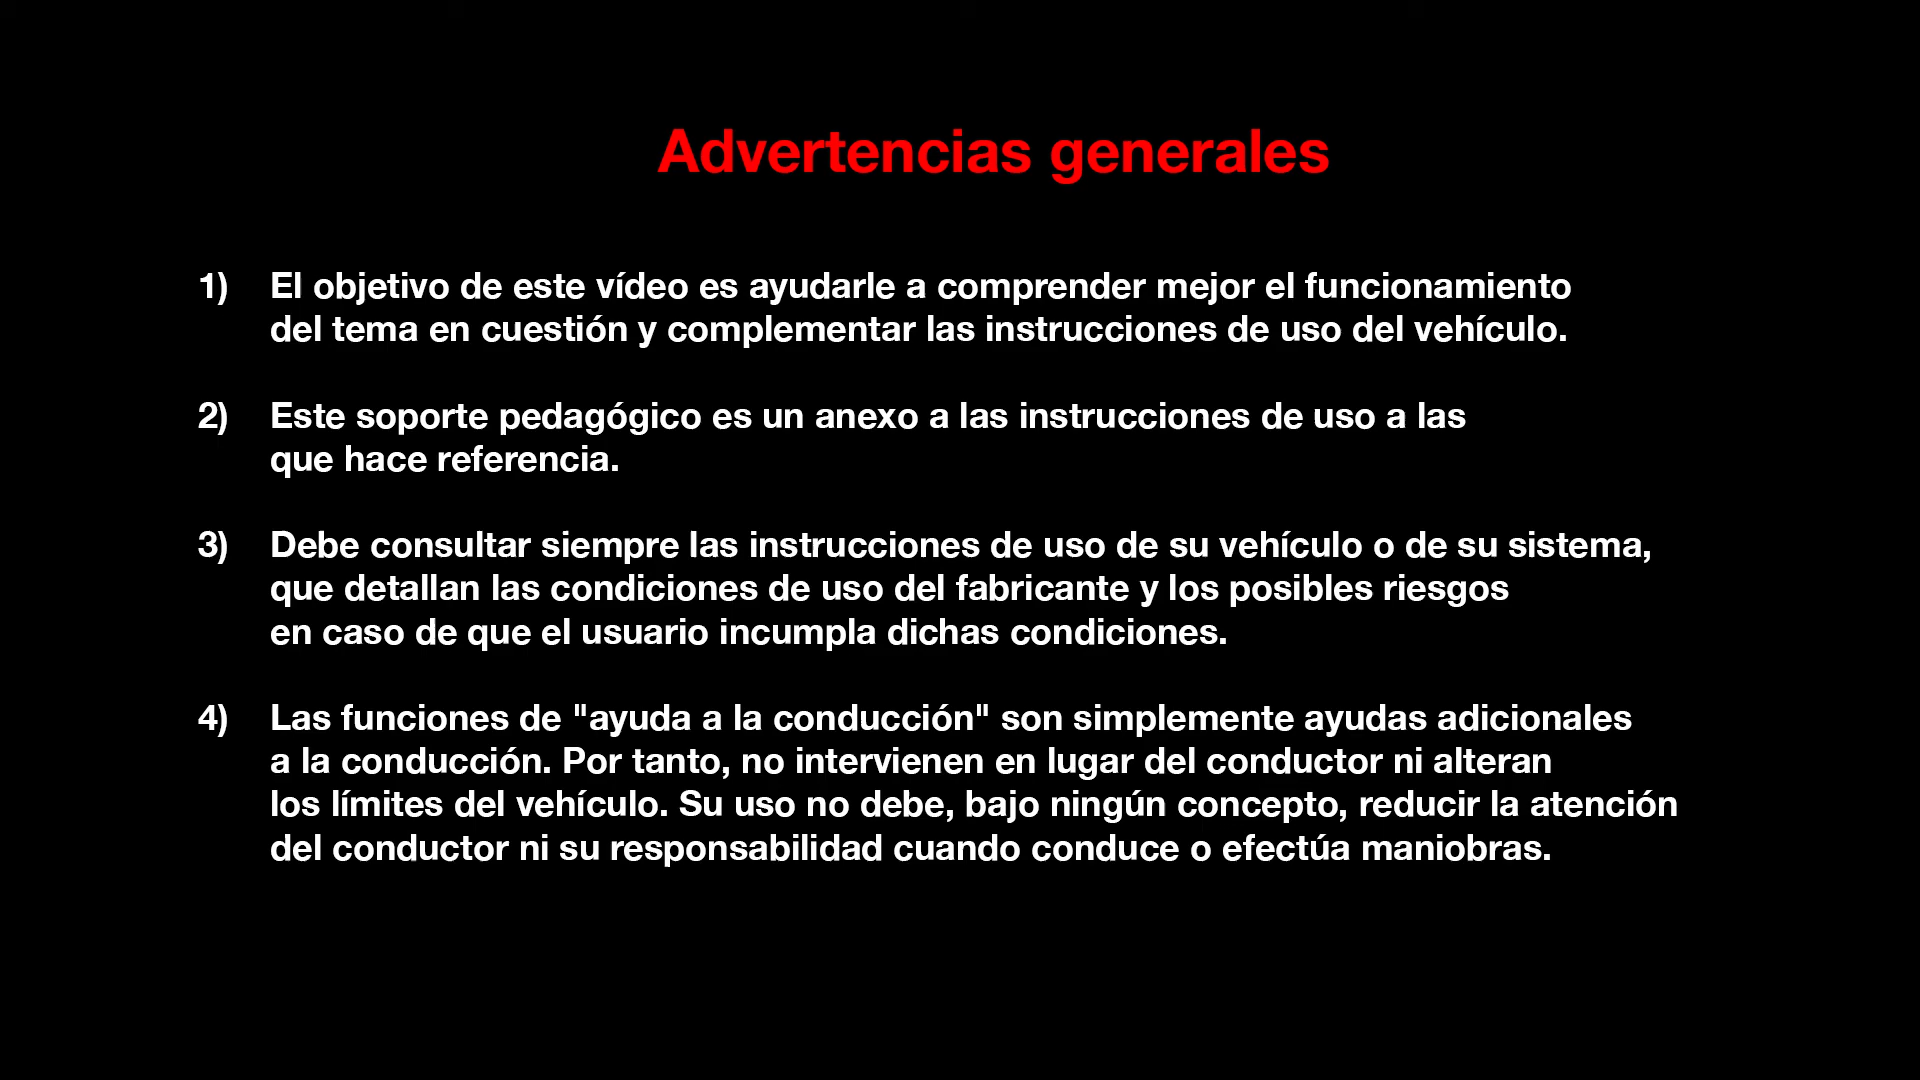 Advertencias generales
1) El objetivo de este vídeo es ayudarle a comprender mejor el funcionamiento
del tema en cuestión y complementar las instrucciones de uso del vehículo.
2) Este soporte pedagógico es un anexo a las instrucciones de uso a las
que hace referencia.
3) Debe consultar siempre las instrucciones de uso de su vehículo o de su sistema,
que detallan las condiciones de uso del fabricante y los posibles riesgos
en caso de que el usuario incumpla dichas condiciones.
4) Las funciones de "ayuda a la conducción" son simplemente ayudas adicionales
a la conducción. Por tanto, no intervienen en lugar del conductor ni alteran
los límites del vehículo. Su uso no debe, bajo ningún concepto, reducir la atención
del conductor ni su responsabilidad cuando conduce o efectúa maniobras.